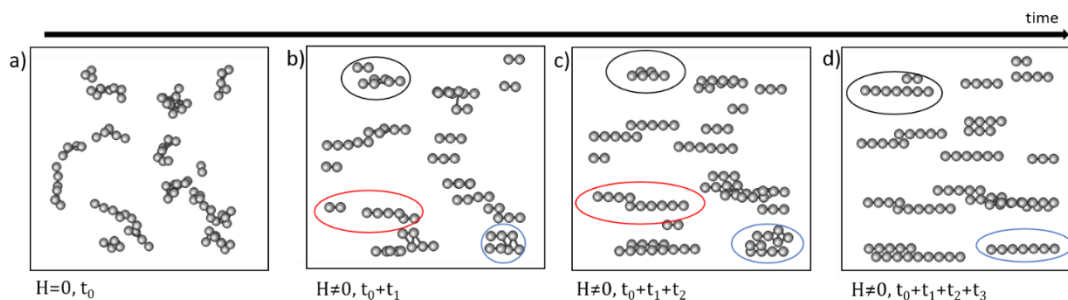 time
a)
b)
c)
d)
H=0, t₀
H≠0, t₀+t₁
H≠0, t₀+t₁+t₂
H≠0, t₀+t₁+t₂+t₃